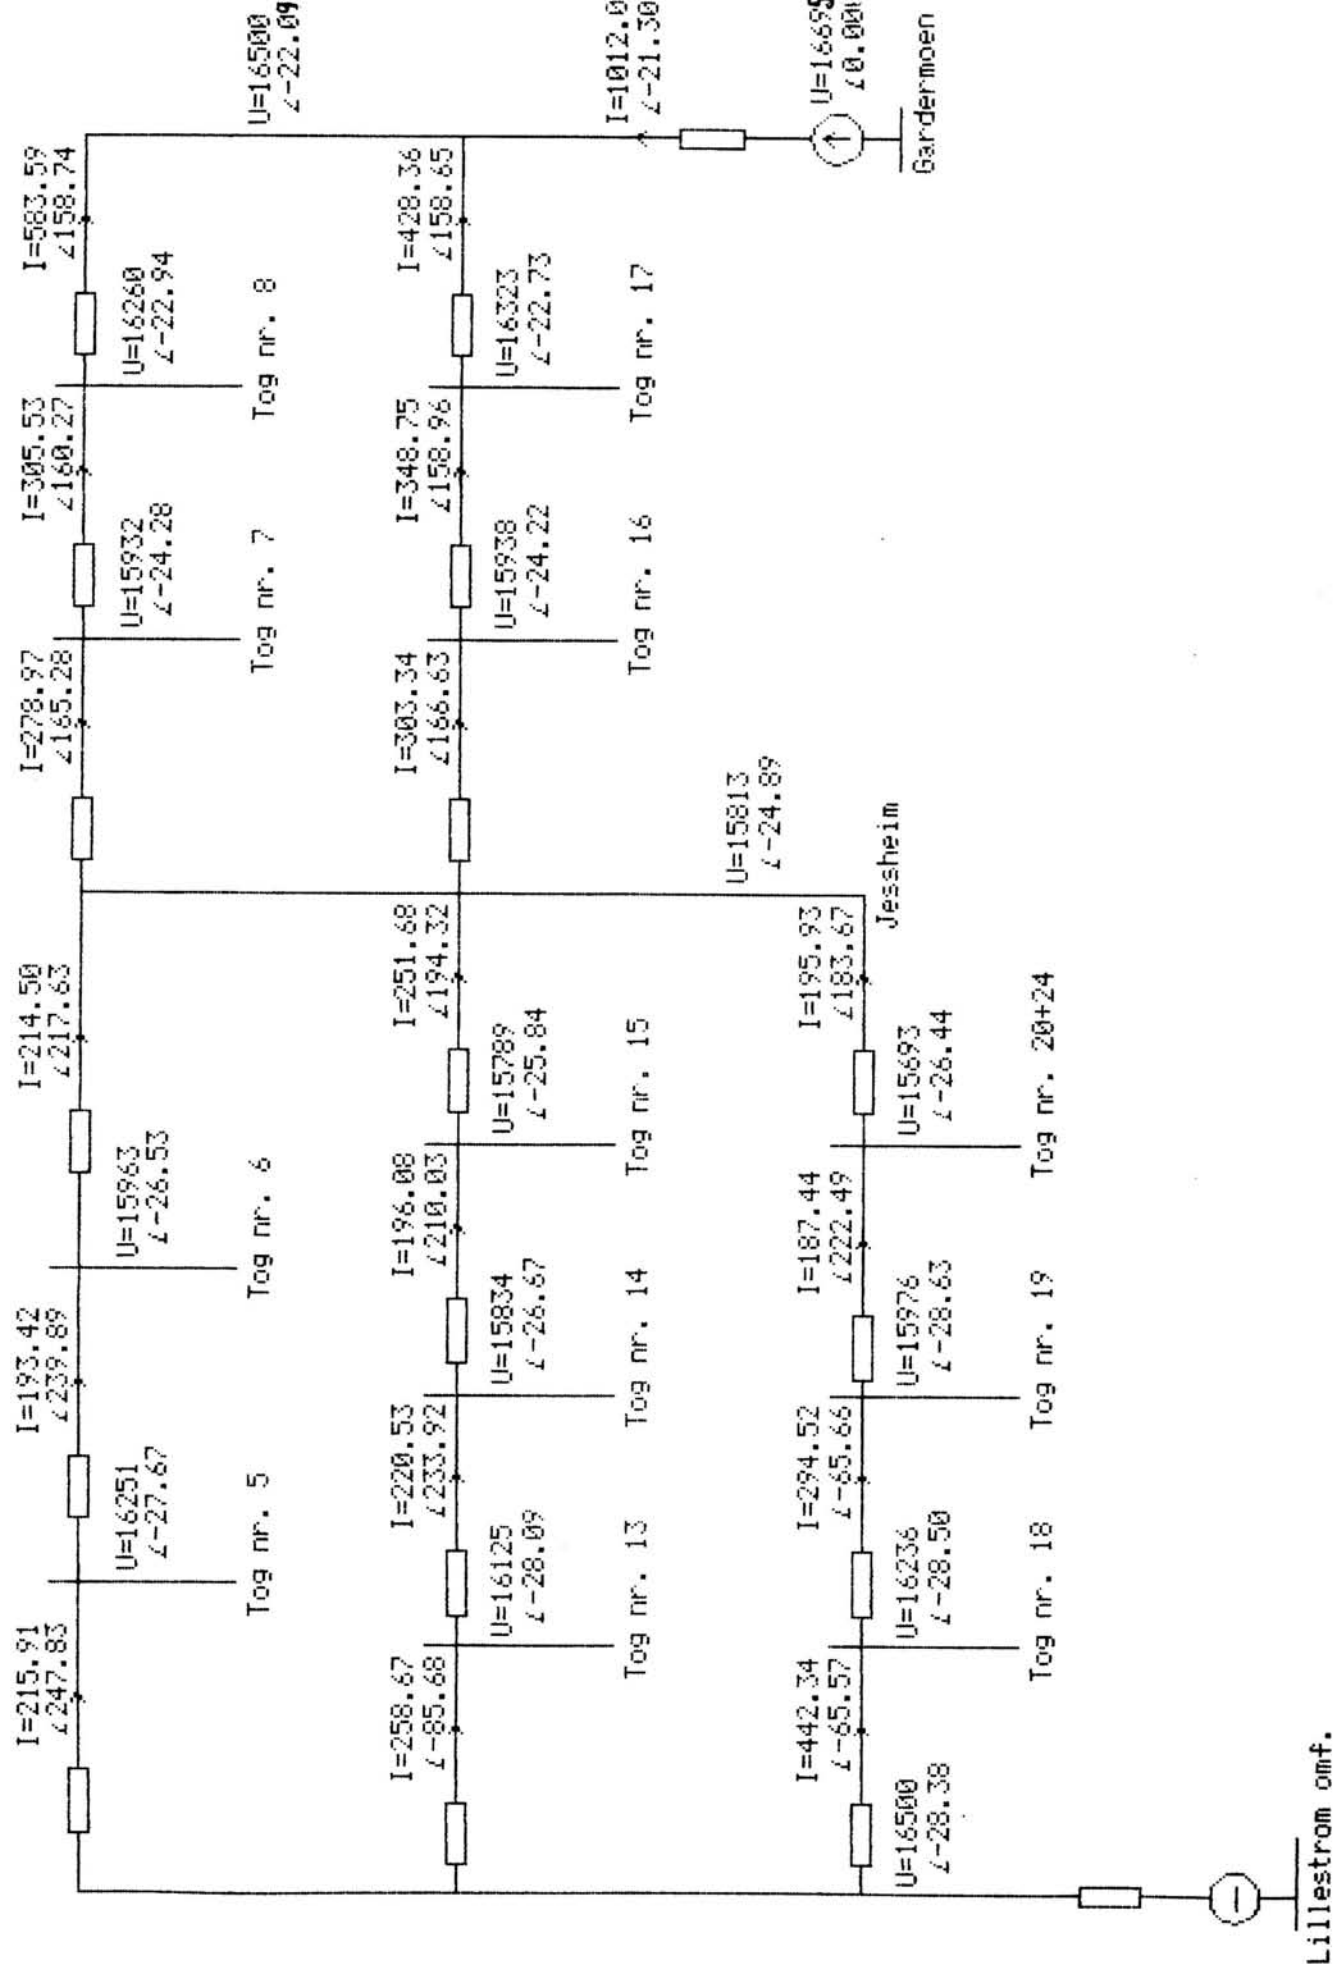 I=215.91
∠247.83
I=193.42
∠239.89
I=214.50
∠217.63
I=278.97
∠165.28
I=305.53
∠160.27
I=583.59
∠158.74
U=16251
∠-27.67
Tog nr. 5
U=15963
∠-26.53
Tog nr. 6
U=15932
∠-24.28
Tog nr. 7
U=16260
∠-22.94
Tog nr. 8
U=16500
∠-22.09
I=258.67
∠-85.68
I=220.53
∠233.92
I=196.08
∠210.03
I=251.68
∠194.32
I=303.34
∠166.63
I=348.75
∠158.96
I=428.36
∠158.65
U=16125
∠-28.09
Tog nr. 13
U=15834
∠-26.67
Tog nr. 14
U=15789
∠-25.84
Tog nr. 15
U=15938
∠-24.22
Tog nr. 16
U=16323
∠-22.73
Tog nr. 17
I=1012.0
∠-21.30
U=15813
∠-24.89
Jessheim
U=16695
∠0.00
Gardermoen
I=442.34
∠-65.57
I=294.52
∠-65.66
I=187.44
∠222.49
I=195.93
∠183.67
U=16500
∠-28.38
U=16236
∠-28.50
Tog nr. 18
U=15976
∠-28.63
Tog nr. 19
U=15693
∠-26.44
Tog nr. 20+24
Lillestrom omf.